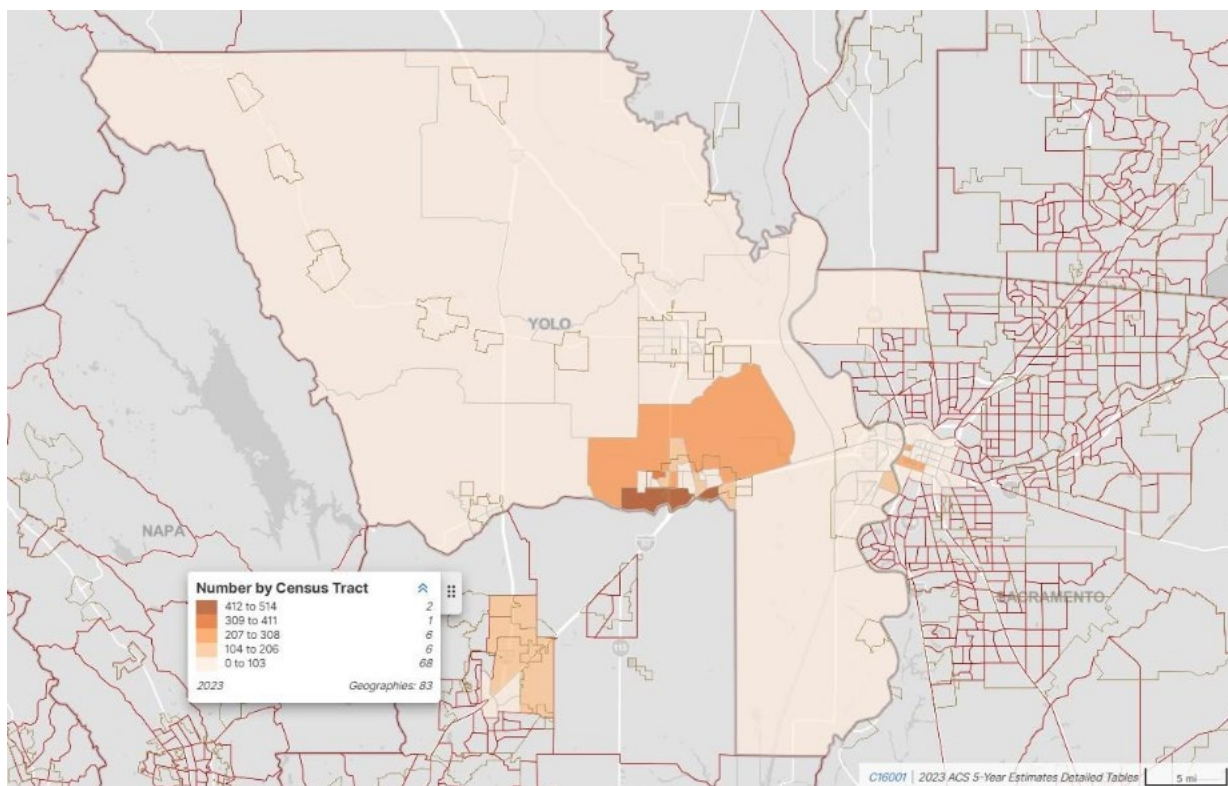 YOLO
NAPA
SACRAMENTO
Number by Census Tract
412 to 514 2
309 to 411 1
207 to 308 6
104 to 206 6
0 to 103 68
2023 Geographies: 83
C16001 | 2023 ACS 5-Year Estimates Detailed Tables 5 mi